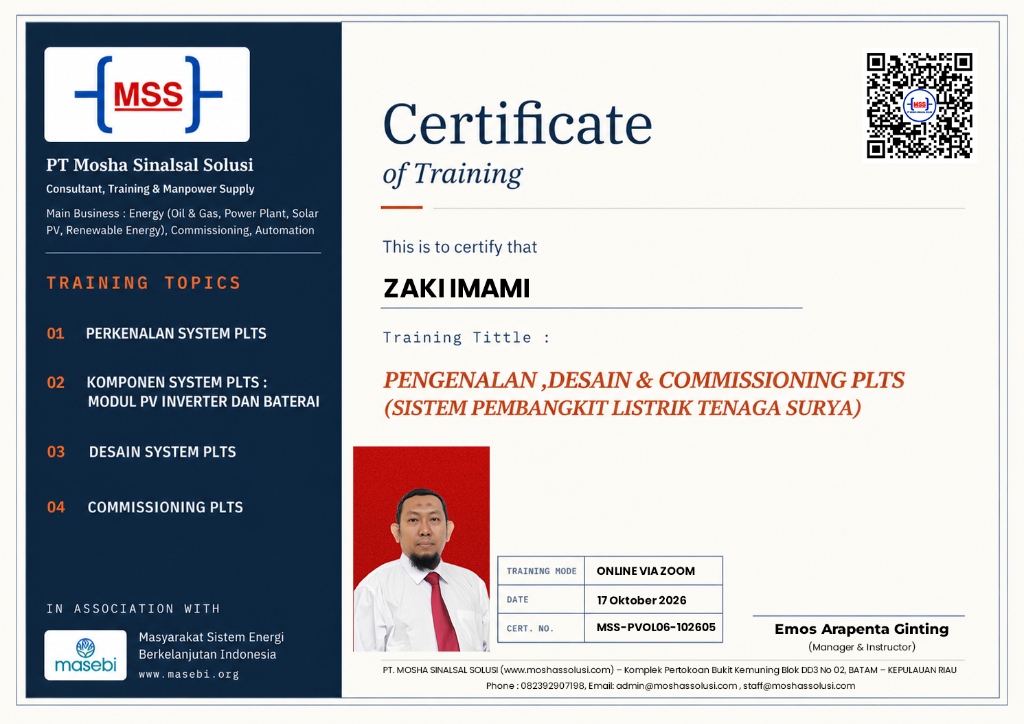 MSS
PT Mosha Sinalsal Solusi
Consultant, Training & Manpower Supply
Main Business : Energy (Oil & Gas, Power Plant, Solar
PV, Renewable Energy), Commissioning, Automation
TRAINING TOPICS
01 PERKENALAN SYSTEM PLTS
02 KOMPONEN SYSTEM PLTS :
MODUL PV INVERTER DAN BATERAI
03 DESAIN SYSTEM PLTS
04 COMMISSIONING PLTS
IN ASSOCIATION WITH
masebi
Masyarakat Sistem Energi
Berkelanjutan Indonesia
www.masebi.org
Certificate
of Training
MSS
This is to certify that
ZAKI IMAMI
Training Tittle :
PENGENALAN ,DESAIN & COMMISSIONING PLTS
(SISTEM PEMBANGKIT LISTRIK TENAGA SURYA)
TRAINING MODE ONLINE VIA ZOOM
DATE 17 Oktober 2026
CERT. NO. MSS-PVOL06-102605
Emos Arapenta Ginting
(Manager & Instructor)
PT. MOSHA SINALSAL SOLUSI (www.moshassolusi.com) – Komplek Pertokoan Bukit Kemuning Blok DD3 No 02, BATAM – KEPULAUAN RIAU
Phone : 082392907198, Email: admin@moshassolusi.com , staff@moshassolusi.com